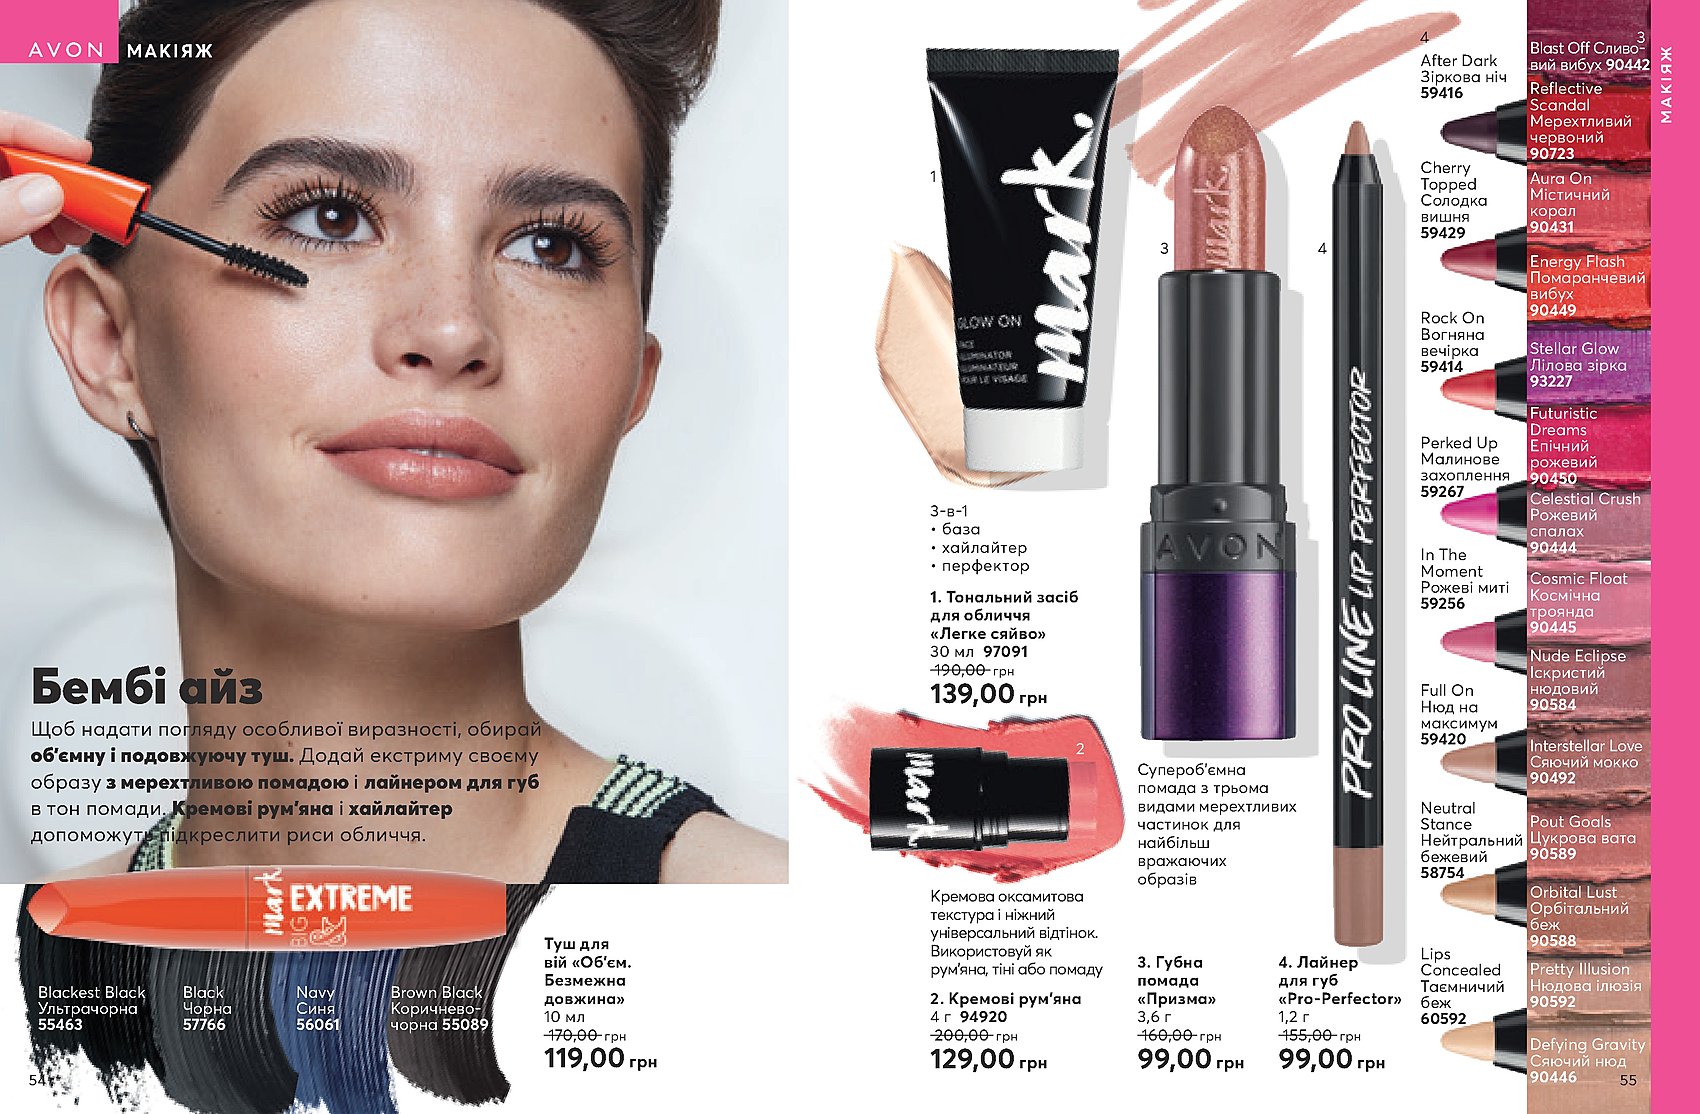 AVON МАКІЯЖ
Бембі айз
Щоб надати погляду особливої виразності, обирай
об'ємну і подовжуючу туш. Додай екстриму своєму
образу з мерехтливою помадою і лайнером для губ
в тон помади. Кремові рум'яна і хайлайтер
допоможуть підкреслити риси обличчя.
mark.
BIG & EXTREME
Blackest Black
Ультрачорна
55463
Black
Чорна
57766
Navy
Синя
56061
Brown Black
Коричнево-
чорна 55089
Туш для
вій «Об'єм.
Безмежна
довжина»
10 мл
170,00 грн
119,00 грн
54
1
mark.
GLOW ON
FACE
ILLUMINATOR
ILLUMINATEUR
POUR LE VISAGE
3-в-1
• база
• хайлайтер
• перфектор
1. Тональний засіб
для обличчя
«Легке сяйво»
30 мл 97091
190,00 грн
139,00 грн
2
mark.
Кремова оксамитова
текстура і ніжний
універсальний відтінок.
Використовуй як
рум'яна, тіні або помаду
2. Кремові рум'яна
4 г 94920
200,00 грн
129,00 грн
3
mark.
AVON
Супероб'ємна
помада з трьома
видами мерехтливих
частинок для
найбільш
вражаючих
образів
3. Губна
помада
«Призма»
3,6 г
160,00 грн
99,00 грн
4
PRO LINE LIP PERFECTOR
4. Лайнер
для губ
«Pro-Perfector»
1,2 г
155,00 грн
99,00 грн
4
After Dark
Зіркова ніч
59416
Cherry
Topped
Солодка
вишня
59429
Rock On
Вогняна
вечірка
59414
Perked Up
Малинове
захоплення
59267
In The
Moment
Рожеві миті
59256
Full On
Нюд на
максимум
59420
Neutral
Stance
Нейтральний
бежевий
58754
Lips
Concealed
Таємничий
беж
60592
3
Blast Off Сливо-
вий вибух 90442
Reflective
Scandal
Мерехтливий
червоний
90723
Aura On
Містичний
корал
90431
Energy Flash
Помаранчевий
вибух
90449
Stellar Glow
Лілова зірка
93227
Futuristic
Dreams
Епічний
рожевий
90450
Celestial Crush
Рожевий
спалах
90444
Cosmic Float
Космічна
троянда
90445
Nude Eclipse
Іскристий
нюдовий
90584
Interstellar Love
Сяючий мокко
90492
Pout Goals
Цукрова вата
90589
Orbital Lust
Орбітальний
беж
90588
Pretty Illusion
Нюдова ілюзія
90592
Defying Gravity
Сяючий нюд
90446
55
МАКІЯЖ